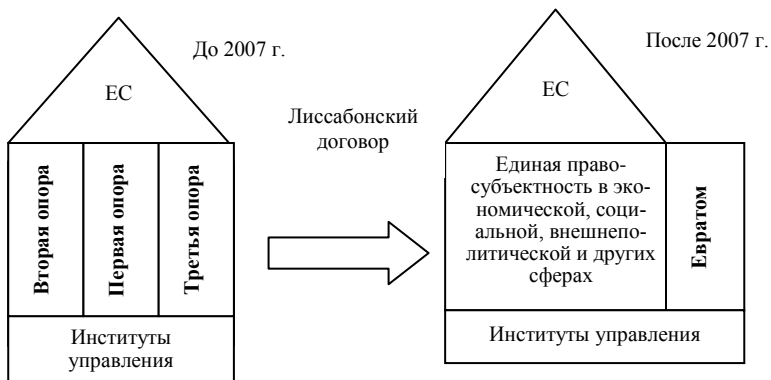 До 2007 г.
ЕС
Вторая опора
Первая опора
Третья опора
Институты
управления
Лиссабонский
договор
После 2007 г.
ЕС
Единая право-
субъектность в эко-
номической, соци-
альной, внешнепо-
литической и других
сферах
Евратом
Институты управления